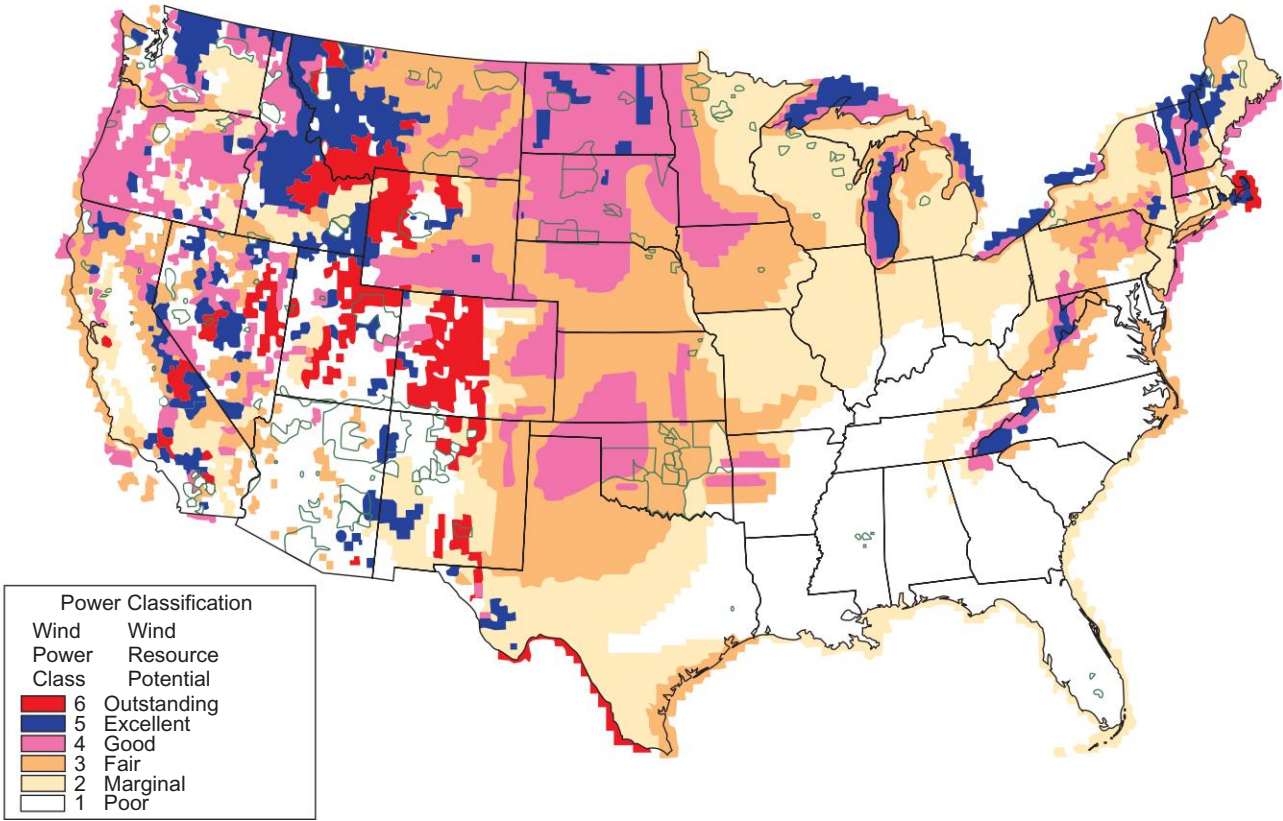 Power Classification
Wind Wind
Power Resource
Class Potential
6 Outstanding
5 Excellent
4 Good
3 Fair
2 Marginal
1 Poor